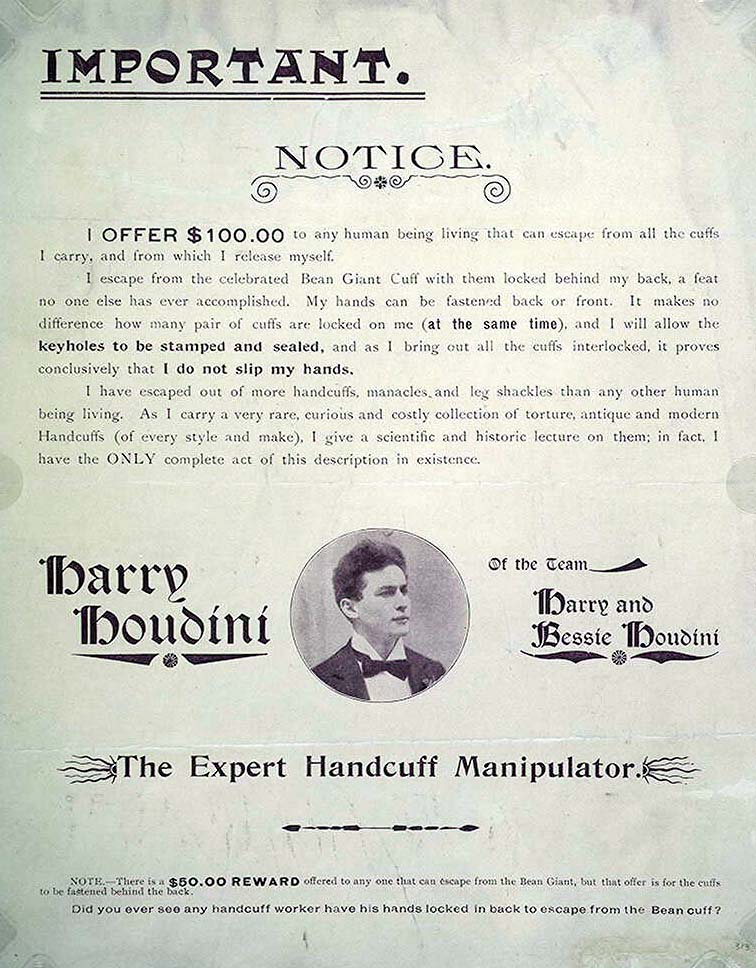 IMPORTANT.
NOTICE.
I OFFER $100.00 to any human being living that can escape from all the cuffs
I carry, and from which I release myself.
I escape from the celebrated Bean Giant Cuff with them locked behind my back, a feat
no one else has ever accomplished. My hands can be fastened back or front. It makes no
difference how many pair of cuffs are locked on me (at the same time), and I will allow the
keyholes to be stamped and sealed, and as I bring out all the cuffs interlocked, it proves
conclusively that I do not slip my hands.
I have escaped out of more handcuffs, manacles, and leg shackles than any other human
being living. As I carry a very rare, curious and costly collection of torture, antique and modern
Handcuffs (of every style and make), I give a scientific and historic lecture on them; in fact, I
have the ONLY complete act of this description in existence.
Harry
Houdini
Of the Team
Harry and
Bessie Houdini
The Expert Handcuff Manipulator.
NOTE.—There is a $50.00 REWARD offered to any one that can escape from the Bean Giant, but that offer is for the cuffs
to be fastened behind the back.
Did you ever see any handcuff worker have his hands locked in back to escape from the Bean cuff?